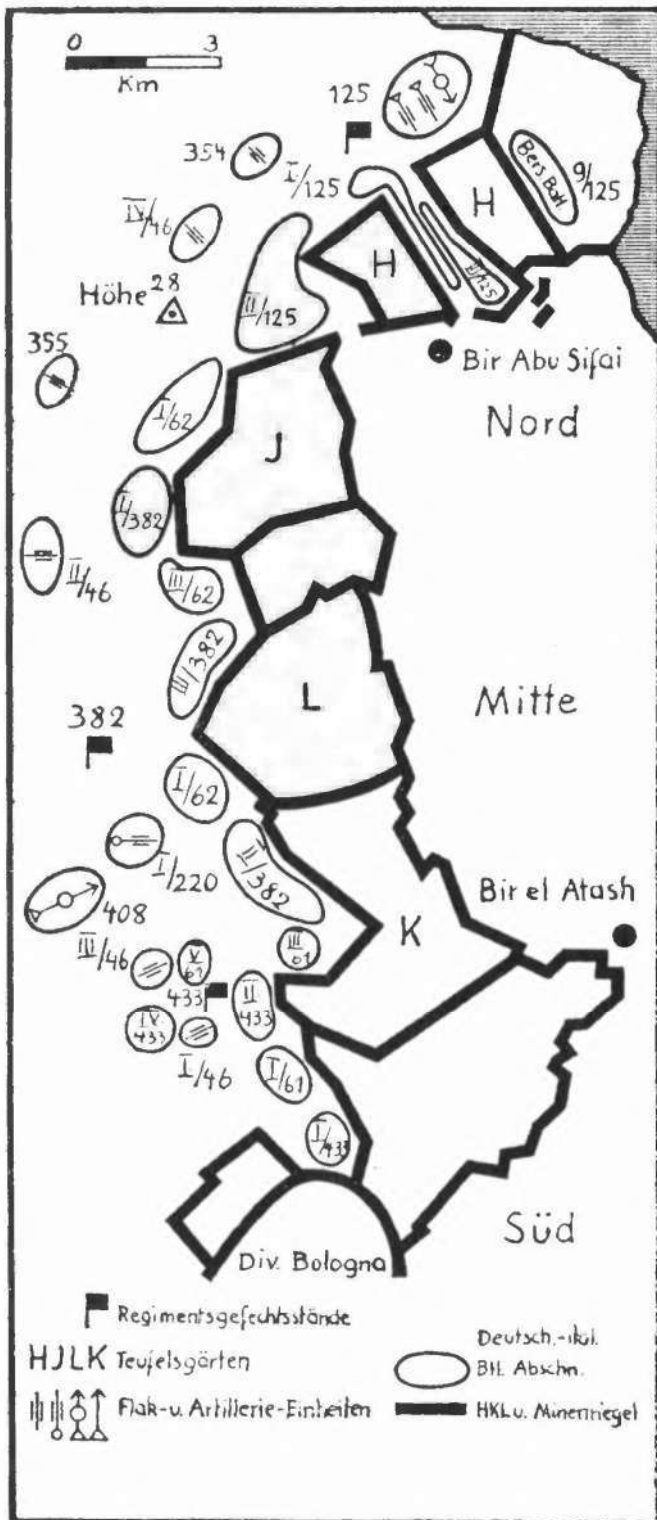 0 3
Km
125
354
I/125
Bers Batl
9/125
H
IV/46
H
III/125
Höhe 28
II/125
355
Bir Abu Sifai
I/62
Nord
J
II/46
III/62
III/382
L
Mitte
382
I/62
I/220
II/382
Bir el Atash
408
K
III/46
V
61
III
61
433
II
433
IV
433
I/46
I/61
I/433
Süd
Div. Bologna
Regimentsgefechtsstände
Deutsch.-ital.
HJLK Teufelsgärten
Btl. Abschn.
Flak- u. Artillerie-Einheiten
HKL u. Minenriegel